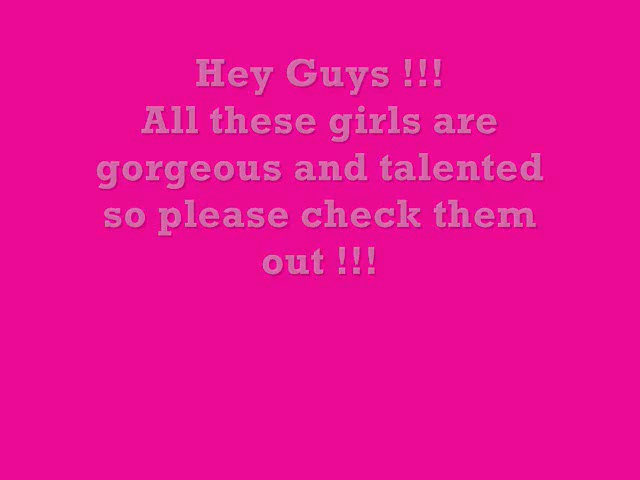 Hey Guys !!!
All these girls are
gorgeous and talented
so please check them
out !!!